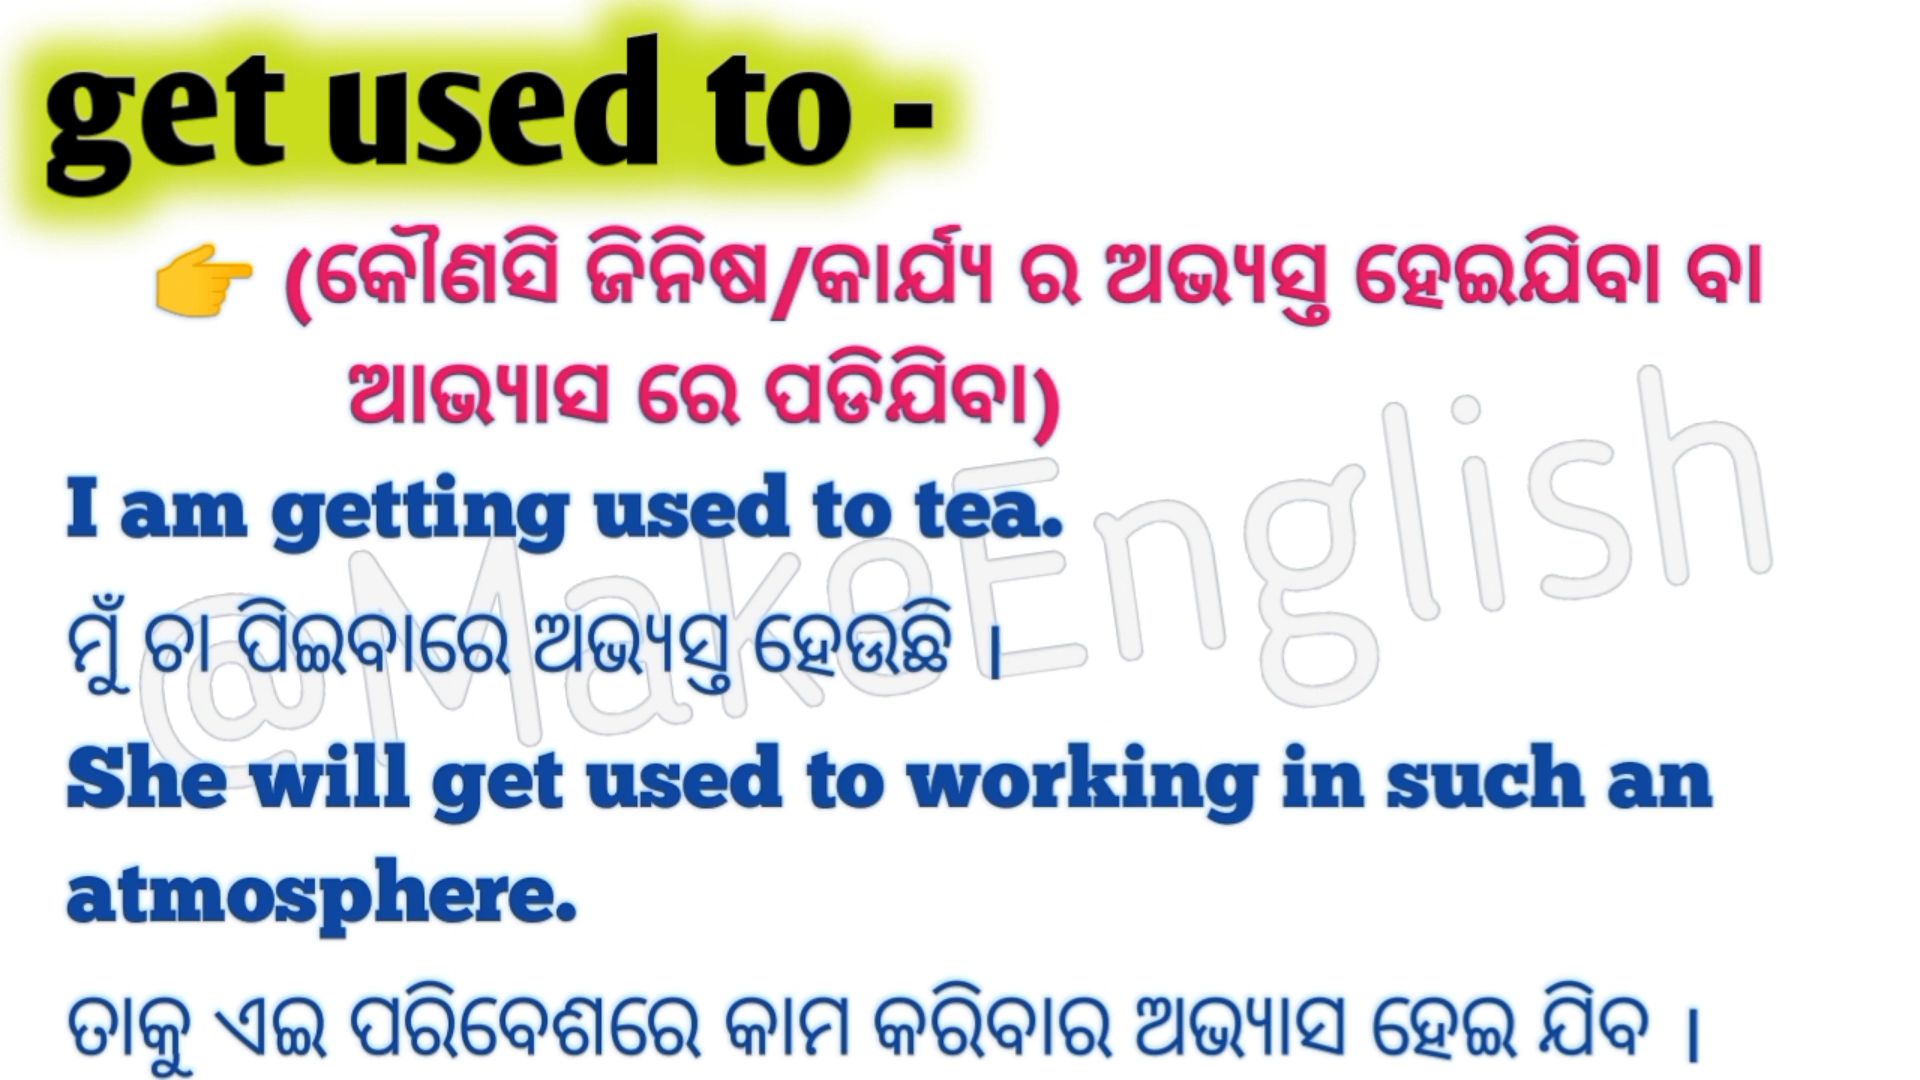 get used to -
👉 (କୌଣସି ଜିନିଷ/କାର୍ଯ୍ୟ ର ଅଭ୍ୟସ୍ତ ହେଇଯିବା ବା
ଆଭ୍ୟାସ ରେ ପଡିଯିବା)
I am getting used to tea.
ମୁଁ ଚା ପିଇବାରେ ଅଭ୍ୟସ୍ତ ହେଉଛି ।
@MakeEnglish
She will get used to working in such an
atmosphere.
ତାକୁ ଏଇ ପରିବେଶରେ କାମ କରିବାର ଅଭ୍ୟାସ ହେଇ ଯିବ ।